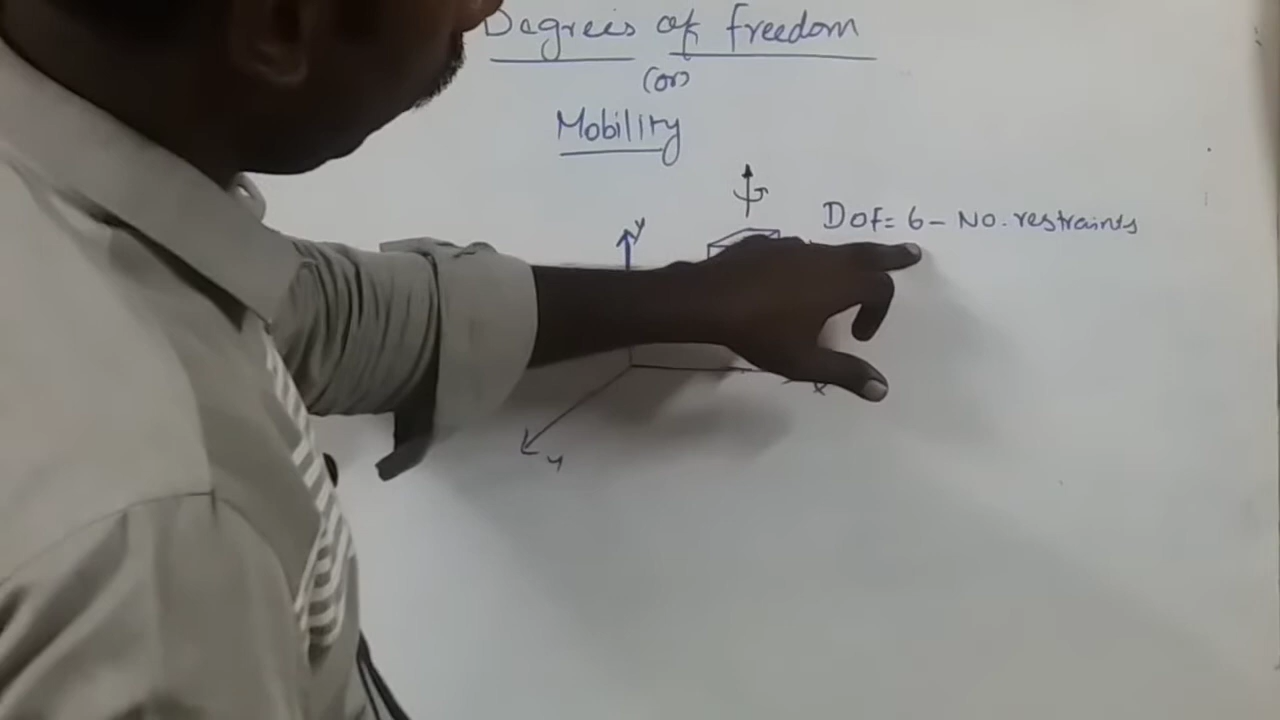 Degrees of freedom
(or)
Mobility
y
DOF= 6 - No. restraints
x
y